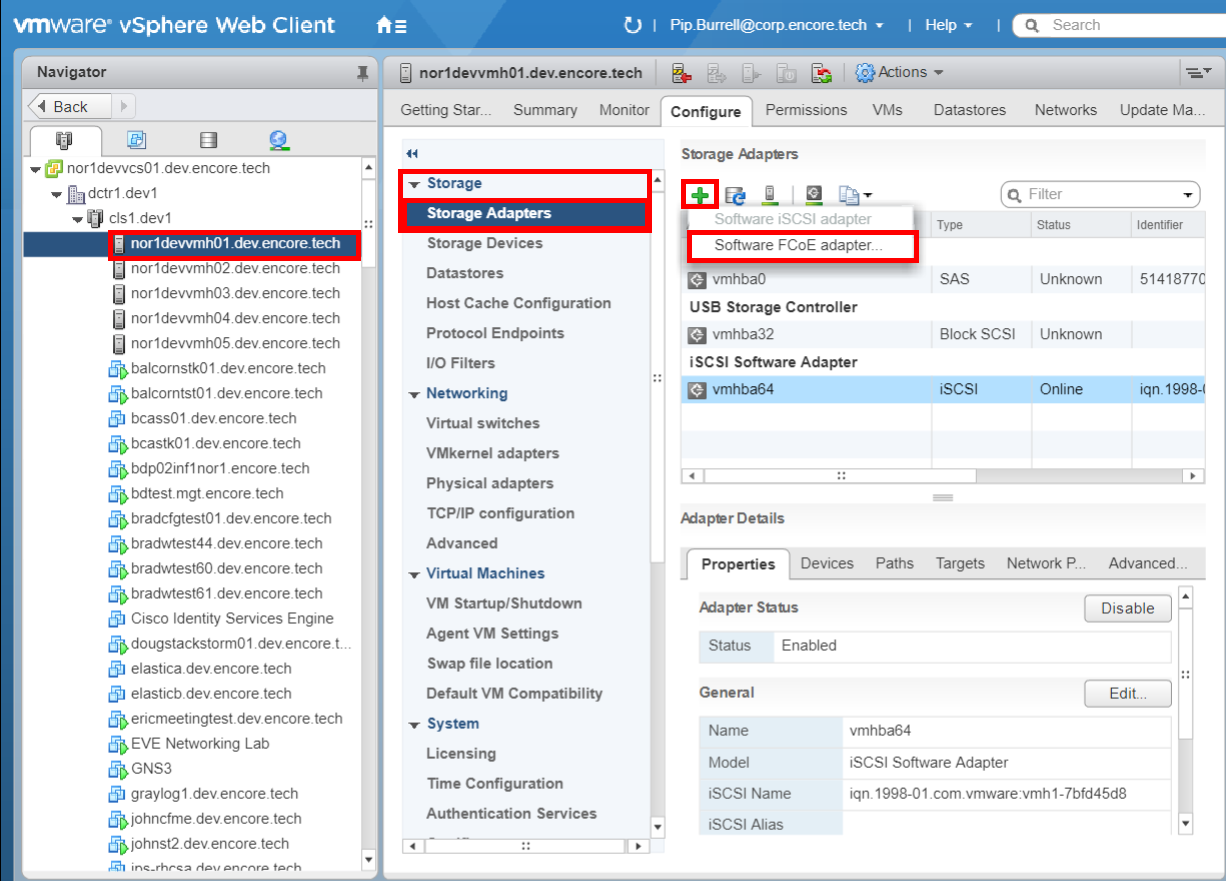 vmware® vSphere Web Client
Pip.Burrell@corp.encore.tech
Help
Search
Navigator
Back
nor1devvcs01.dev.encore.tech
dctr1.dev1
cls1.dev1
nor1devvmh01.dev.encore.tech
nor1devvmh02.dev.encore.tech
nor1devvmh03.dev.encore.tech
nor1devvmh04.dev.encore.tech
nor1devvmh05.dev.encore.tech
balcornstk01.dev.encore.tech
balcorntst01.dev.encore.tech
bcass01.dev.encore.tech
bcastk01.dev.encore.tech
bdp02inf1nor1.encore.tech
bdtest.mgt.encore.tech
bradcfgtest01.dev.encore.tech
bradwtest44.dev.encore.tech
bradwtest60.dev.encore.tech
bradwtest61.dev.encore.tech
Cisco Identity Services Engine
dougstackstorm01.dev.encore.t...
elastica.dev.encore.tech
elasticb.dev.encore.tech
ericmeetingtest.dev.encore.tech
EVE Networking Lab
GNS3
graylog1.dev.encore.tech
johncfme.dev.encore.tech
johnst2.dev.encore.tech
ips-rhcsa.dev.encore.tech
nor1devvmh01.dev.encore.tech
Actions
Getting Star... Summary Monitor Configure Permissions VMs Datastores Networks Update Ma...
Storage
Storage Adapters
Storage Devices
Datastores
Host Cache Configuration
Protocol Endpoints
I/O Filters
Networking
Virtual switches
VMkernel adapters
Physical adapters
TCP/IP configuration
Advanced
Virtual Machines
VM Startup/Shutdown
Agent VM Settings
Swap file location
Default VM Compatibility
System
Licensing
Time Configuration
Authentication Services
Storage Adapters
Filter
Software iSCSI adapter
Software FCoE adapter...
Type Status Identifier
vmhba0 SAS Unknown 51418770
USB Storage Controller
vmhba32 Block SCSI Unknown
iSCSI Software Adapter
vmhba64 iSCSI Online iqn.1998-0
Adapter Details
Properties Devices Paths Targets Network P... Advanced...
Adapter Status
Disable
Status Enabled
General
Edit...
Name vmhba64
Model iSCSI Software Adapter
iSCSI Name iqn.1998-01.com.vmware:vmh1-7bfd45d8
iSCSI Alias